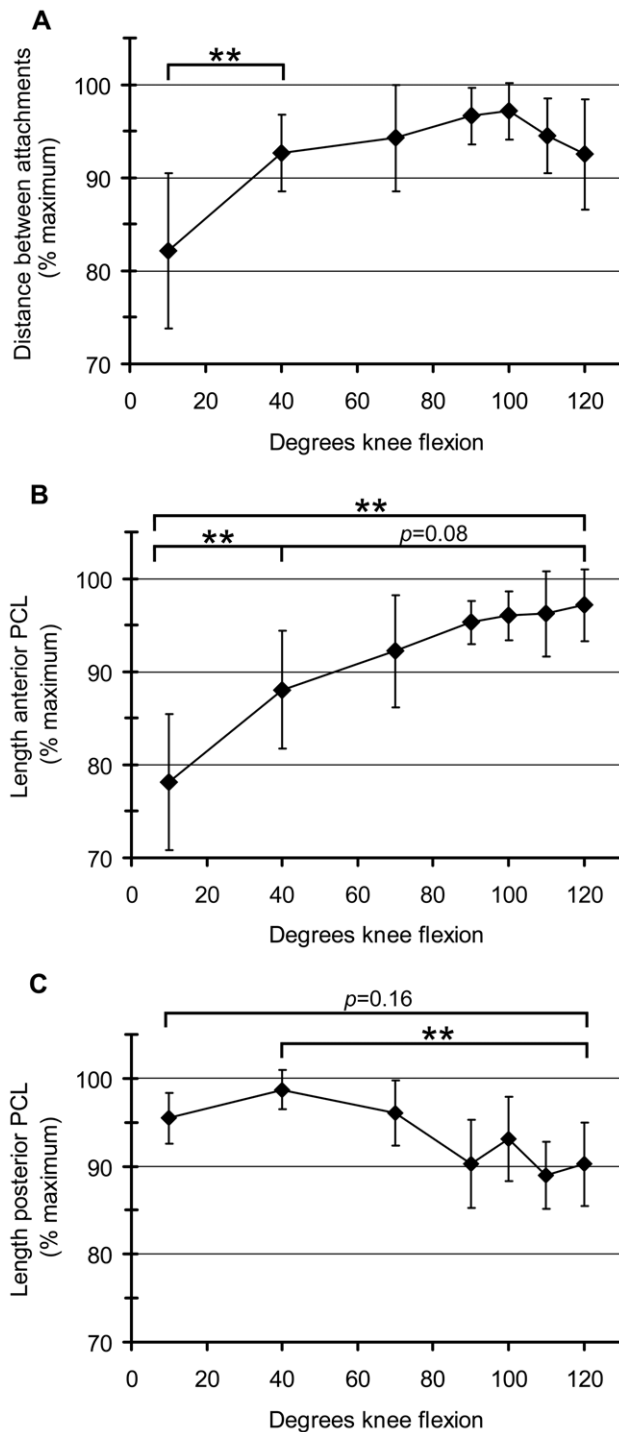 A
**
Distance between attachments
(% maximum)
100
90
80
70
0 20 40 60 80 100 120
Degrees knee flexion
B
**
** p=0.08
Length anterior PCL
(% maximum)
100
90
80
70
0 20 40 60 80 100 120
Degrees knee flexion
C
p=0.16
**
Length posterior PCL
(% maximum)
100
90
80
70
0 20 40 60 80 100 120
Degrees knee flexion